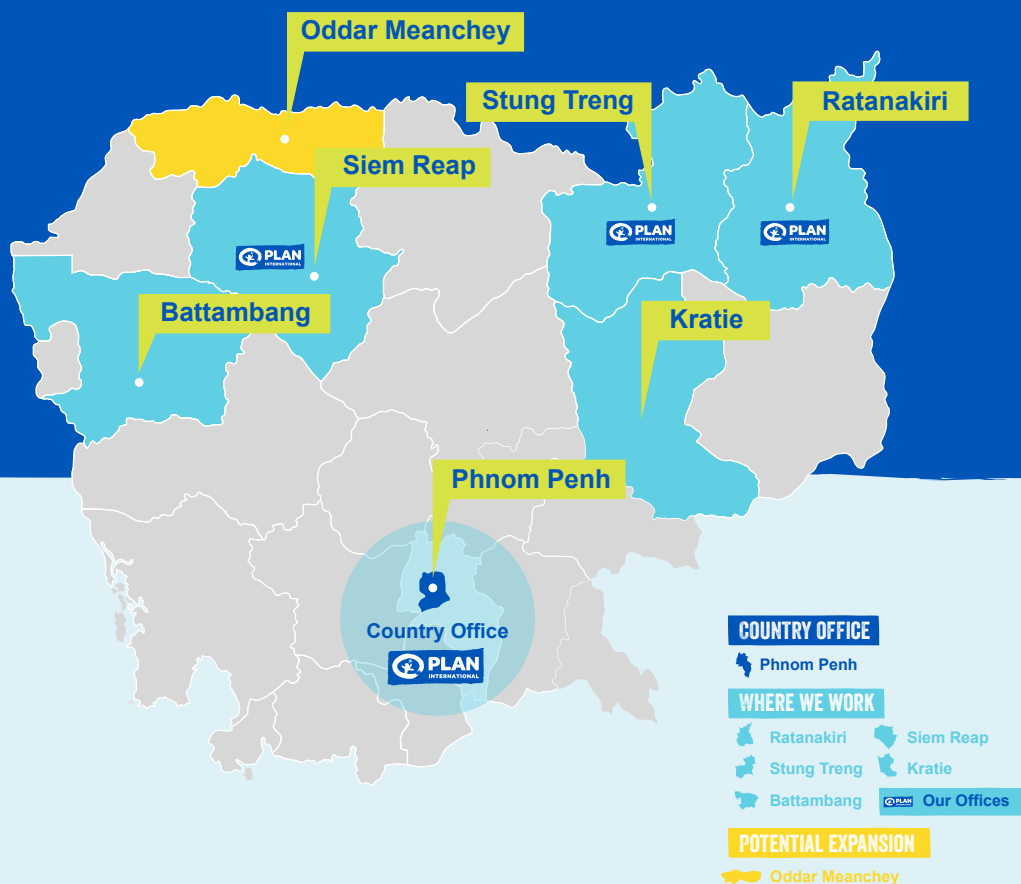 Oddar Meanchey
Stung Treng
Ratanakiri
Siem Reap
PLAN
INTERNATIONAL
PLAN
INTERNATIONAL
PLAN
INTERNATIONAL
Battambang
Kratie
Phnom Penh
Country Office
PLAN
INTERNATIONAL
COUNTRY OFFICE
Phnom Penh
WHERE WE WORK
Ratanakiri
Siem Reap
Stung Treng
Kratie
Battambang
PLAN
Our Offices
POTENTIAL EXPANSION
Oddar Meanchey